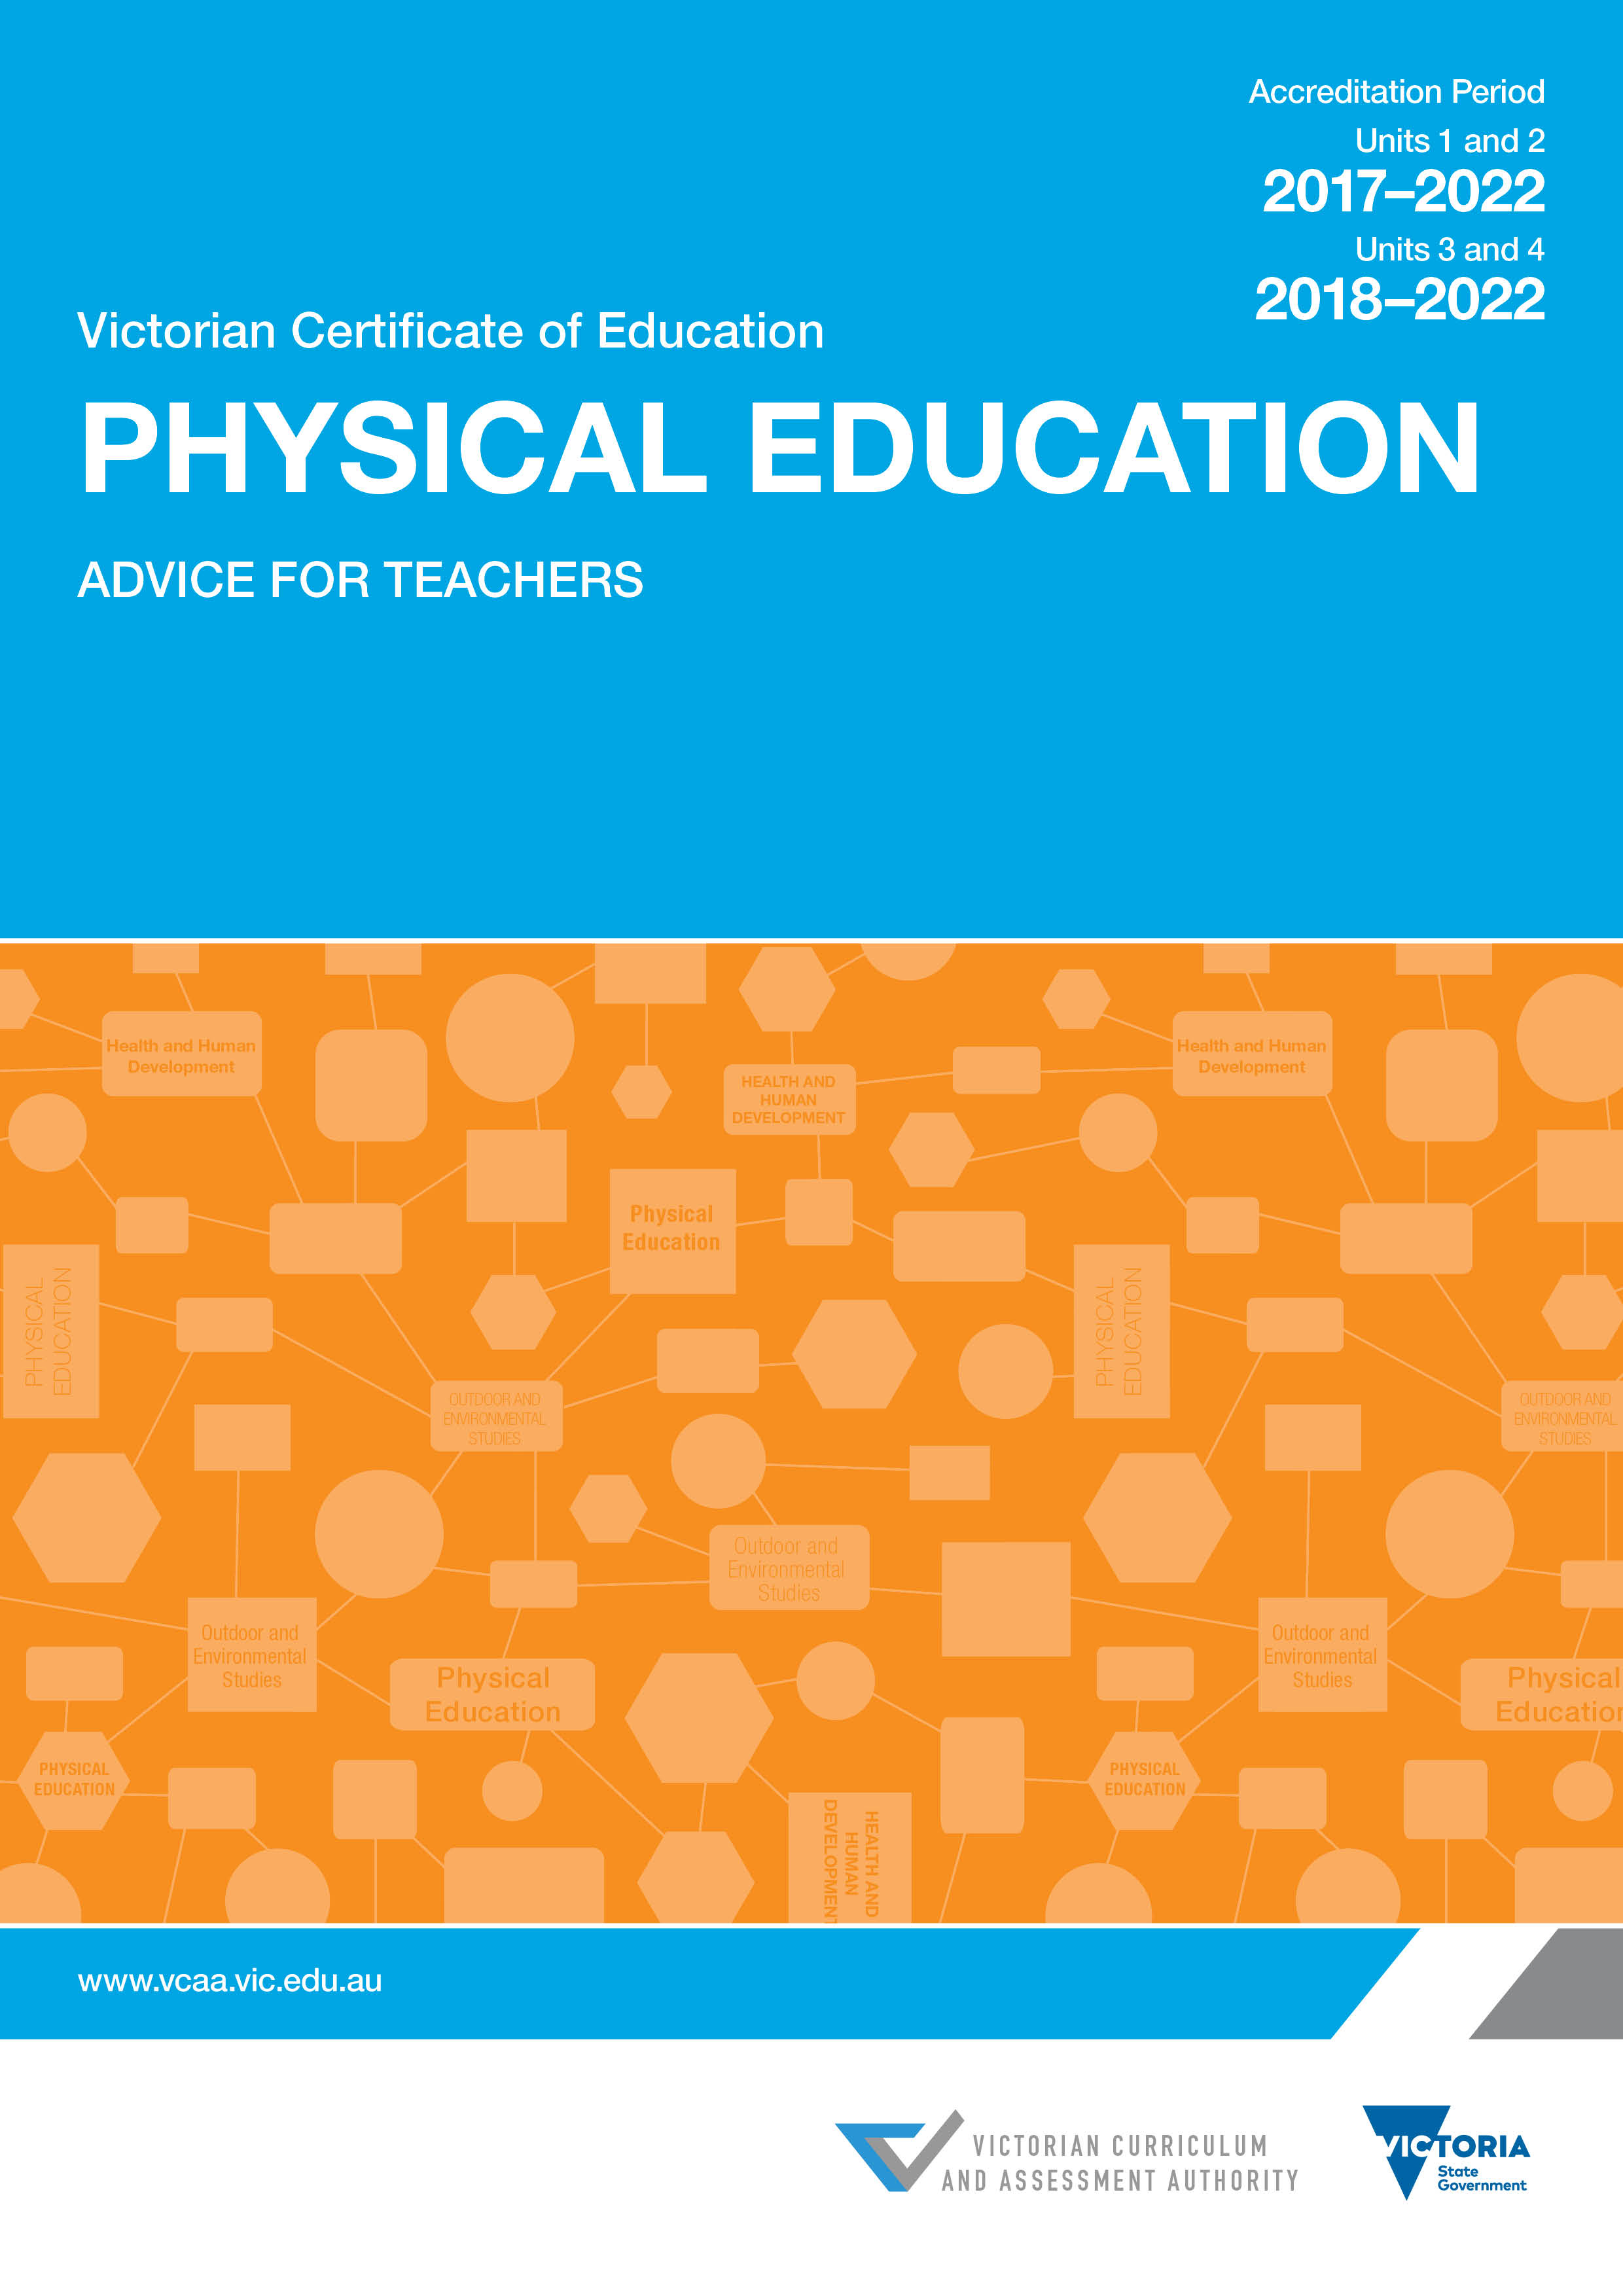 Accreditation Period
Units 1 and 2
2017–2022
Units 3 and 4
2018–2022
Victorian Certificate of Education
PHYSICAL EDUCATION
ADVICE FOR TEACHERS
Health and Human
Development
HEALTH AND
HUMAN
DEVELOPMENT
Health and Human
Development
Physical
Education
PHYSICAL
EDUCATION
PHYSICAL
EDUCATION
OUTDOOR AND
ENVIRONMENTAL
STUDIES
OUTDOOR AND
ENVIRONMENTAL
STUDIES
Outdoor and
Environmental
Studies
Outdoor and
Environmental
Studies
Outdoor and
Environmental
Studies
Physical
Education
Physical
Education
PHYSICAL
EDUCATION
PHYSICAL
EDUCATION
HEALTH AND
HUMAN
DEVELOPMENT
www.vcaa.vic.edu.au
VICTORIAN CURRICULUM
AND ASSESSMENT AUTHORITY
VICTORIA
State
Government